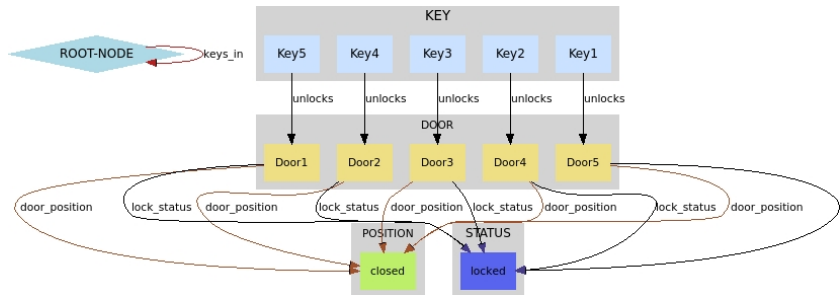 KEY
ROOT-NODE
keys_in
Key5
Key4
Key3
Key2
Key1
unlocks
unlocks
unlocks
unlocks
unlocks
DOOR
Door1
Door2
Door3
Door4
Door5
door_position
lock_status
door_position
lock_status
door_position
lock_status
door_position
lock_status
door_position
POSITION
STATUS
closed
locked